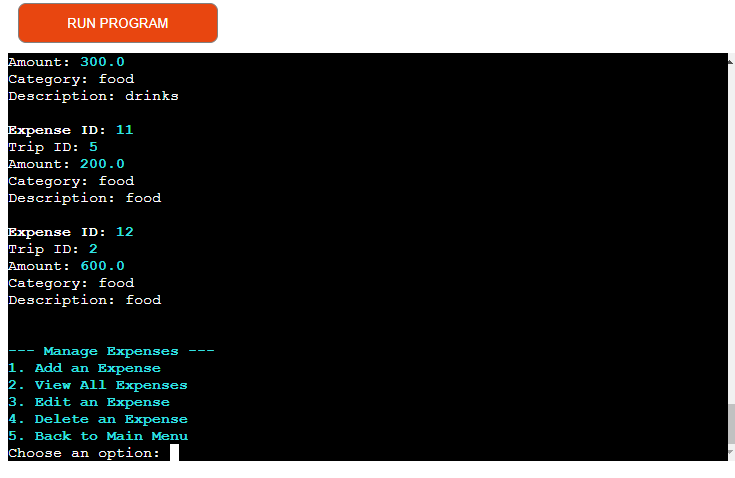 RUN PROGRAM
Amount: 300.0
Category: food
Description: drinks
Expense ID: 11
Trip ID: 5
Amount: 200.0
Category: food
Description: food
Expense ID: 12
Trip ID: 2
Amount: 600.0
Category: food
Description: food
--- Manage Expenses ---
1. Add an Expense
2. View All Expenses
3. Edit an Expense
4. Delete an Expense
5. Back to Main Menu
Choose an option: